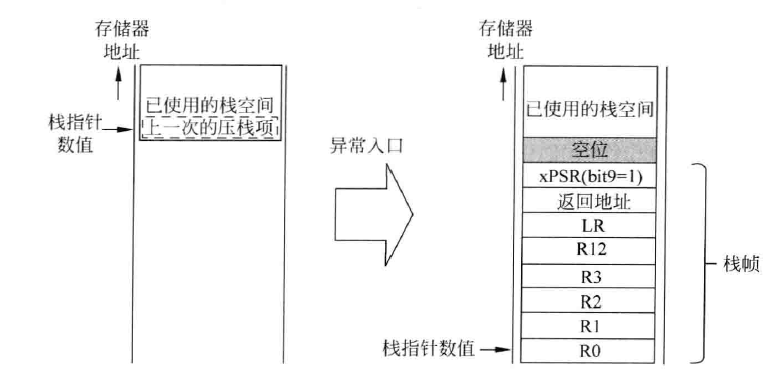 存储器
地址
已使用的栈空间
上一次的压栈项
栈指针
数值
异常入口
存储器
地址
已使用的栈空间
空位
xPSR(bit9=1)
返回地址
LR
R12
R3
R2
R1
R0
栈指针数值
栈帧